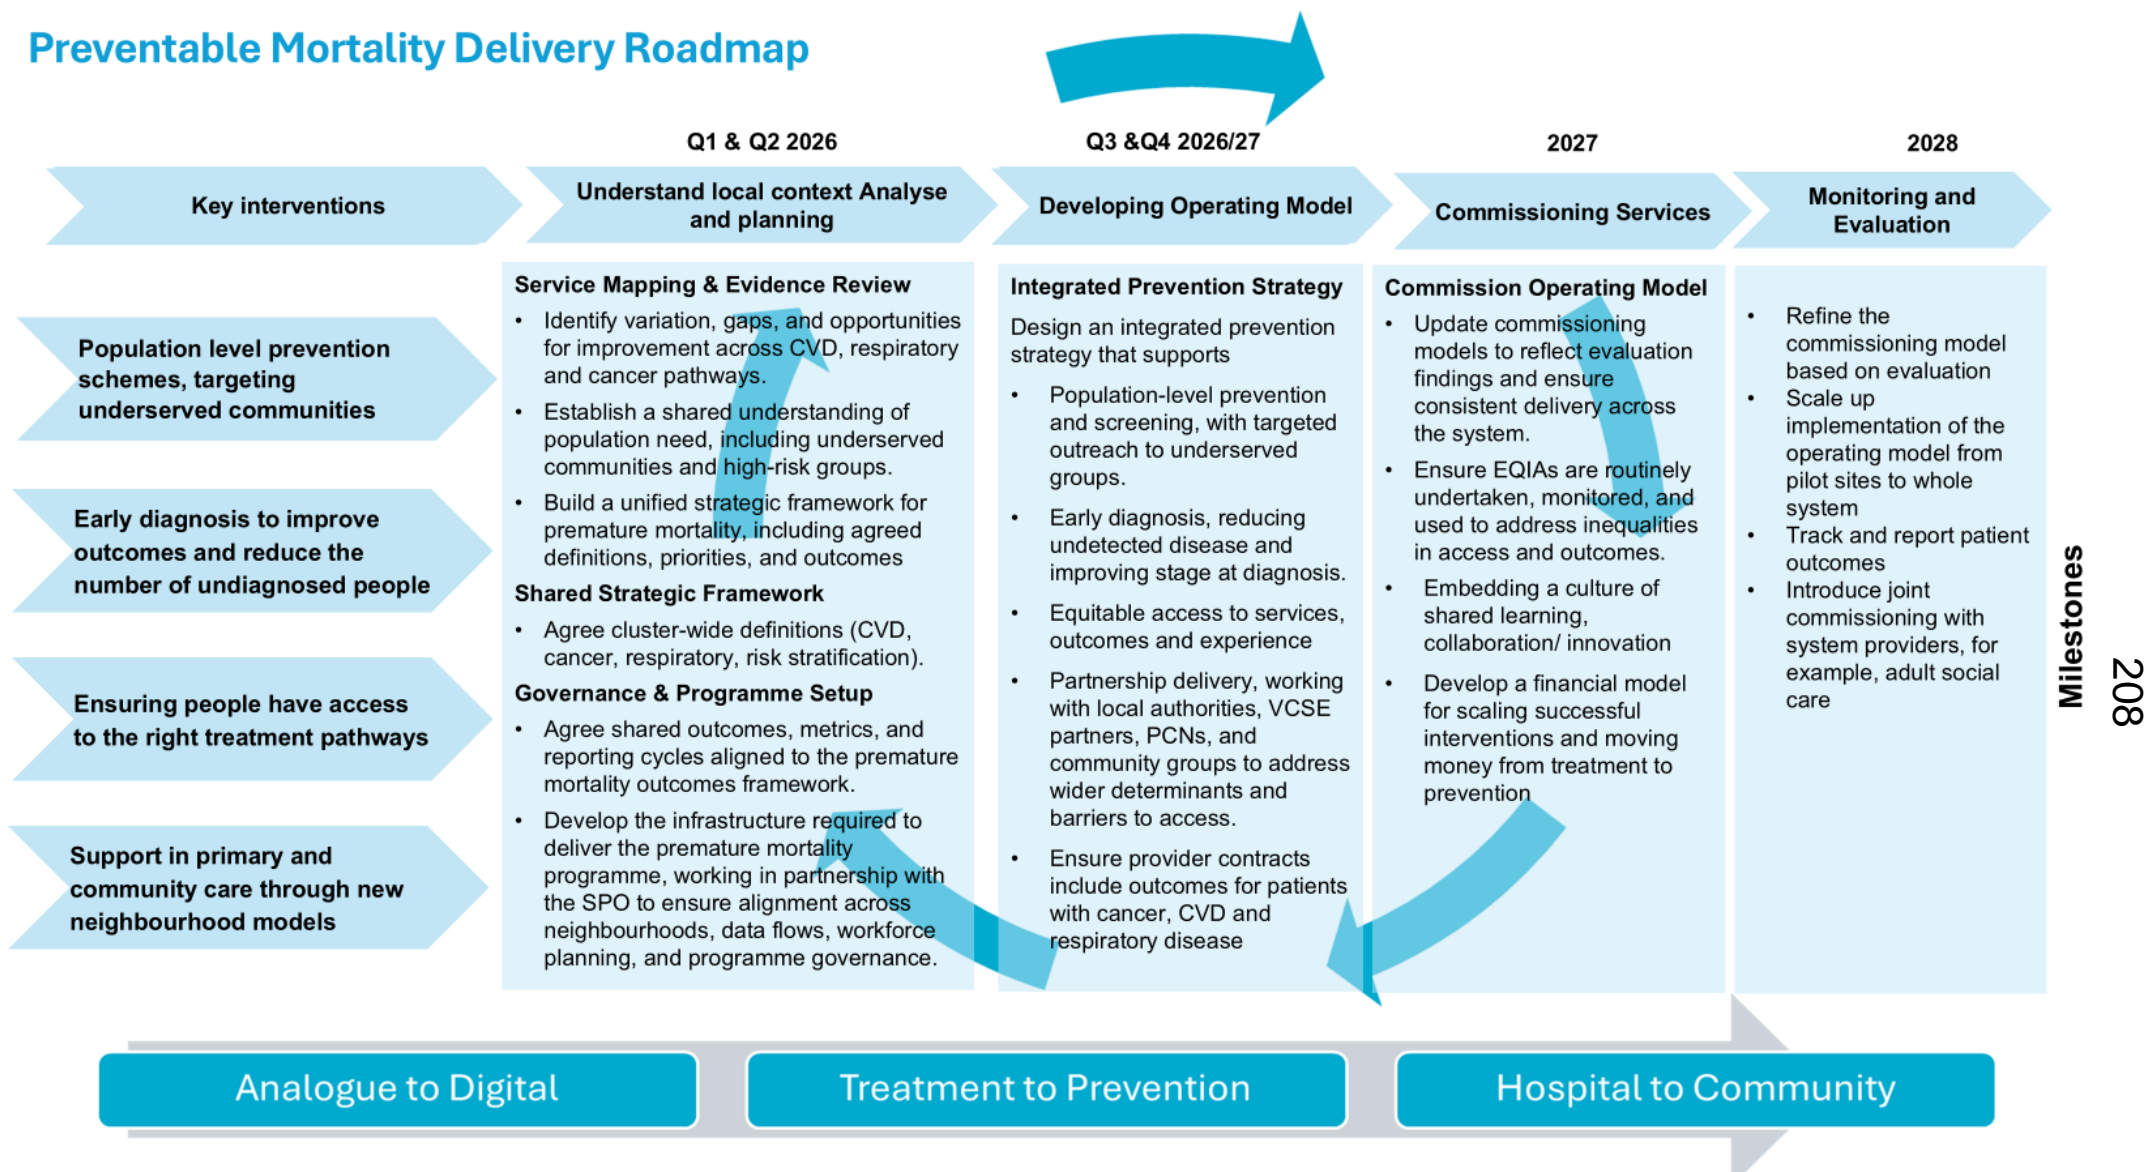 Preventable Mortality Delivery Roadmap
Q1 & Q2 2026
Q3 &Q4 2026/27
2027
2028
Key interventions
Understand local context Analyse
and planning
Developing Operating Model
Commissioning Services
Monitoring and
Evaluation
Population level prevention
schemes, targeting
underserved communities
Early diagnosis to improve
outcomes and reduce the
number of undiagnosed people
Ensuring people have access
to the right treatment pathways
Support in primary and
community care through new
neighbourhood models
Service Mapping & Evidence Review
• Identify variation, gaps, and opportunities
for improvement across CVD, respiratory
and cancer pathways.
• Establish a shared understanding of
population need, including underserved
communities and high-risk groups.
• Build a unified strategic framework for
premature mortality, including agreed
definitions, priorities, and outcomes
Shared Strategic Framework
• Agree cluster-wide definitions (CVD,
cancer, respiratory, risk stratification).
Governance & Programme Setup
• Agree shared outcomes, metrics, and
reporting cycles aligned to the premature
mortality outcomes framework.
• Develop the infrastructure required to
deliver the premature mortality
programme, working in partnership with
the SPO to ensure alignment across
neighbourhoods, data flows, workforce
planning, and programme governance.
Integrated Prevention Strategy
Design an integrated prevention
strategy that supports
• Population-level prevention
and screening, with targeted
outreach to underserved
groups.
• Early diagnosis, reducing
undetected disease and
improving stage at diagnosis.
• Equitable access to services,
outcomes and experience
• Partnership delivery, working
with local authorities, VCSE
partners, PCNs, and
community groups to address
wider determinants and
barriers to access.
• Ensure provider contracts
include outcomes for patients
with cancer, CVD and
respiratory disease
Commission Operating Model
• Update commissioning
models to reflect evaluation
findings and ensure
consistent delivery across
the system.
• Ensure EQIAs are routinely
undertaken, monitored, and
used to address inequalities
in access and outcomes.
• Embedding a culture of
shared learning,
collaboration/ innovation
• Develop a financial model
for scaling successful
interventions and moving
money from treatment to
prevention
• Refine the
commissioning model
based on evaluation
• Scale up
implementation of the
operating model from
pilot sites to whole
system
• Track and report patient
outcomes
• Introduce joint
commissioning with
system providers, for
example, adult social
care
Milestones
208
Analogue to Digital
Treatment to Prevention
Hospital to Community